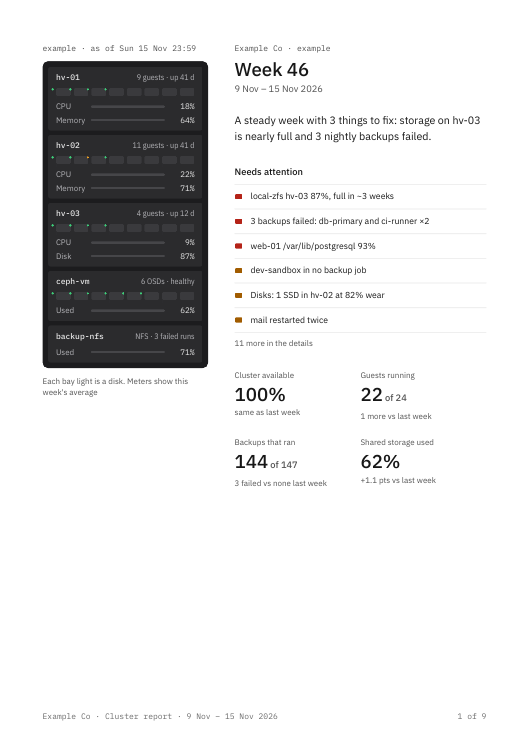 example · as of Sun 15 Nov 23:59
hv-01 9 guests · up 41 d
CPU 18%
Memory 64%
hv-02 11 guests · up 41 d
CPU 22%
Memory 71%
hv-03 4 guests · up 12 d
CPU 9%
Disk 87%
ceph-vm 6 OSDs · healthy
Used 62%
backup-nfs NFS · 3 failed runs
Used 71%
Each bay light is a disk. Meters show this
week's average
Example Co · example
Week 46
9 Nov – 15 Nov 2026
A steady week with 3 things to fix: storage on hv-03
is nearly full and 3 nightly backups failed.
Needs attention
local-zfs hv-03 87%, full in ~3 weeks
3 backups failed: db-primary and ci-runner ×2
web-01 /var/lib/postgresql 93%
dev-sandbox in no backup job
Disks: 1 SSD in hv-02 at 82% wear
mail restarted twice
11 more in the details
Cluster available
100%
same as last week
Guests running
22 of 24
1 more vs last week
Backups that ran
144 of 147
3 failed vs none last week
Shared storage used
62%
+1.1 pts vs last week
Example Co · Cluster report · 9 Nov – 15 Nov 2026
1 of 9